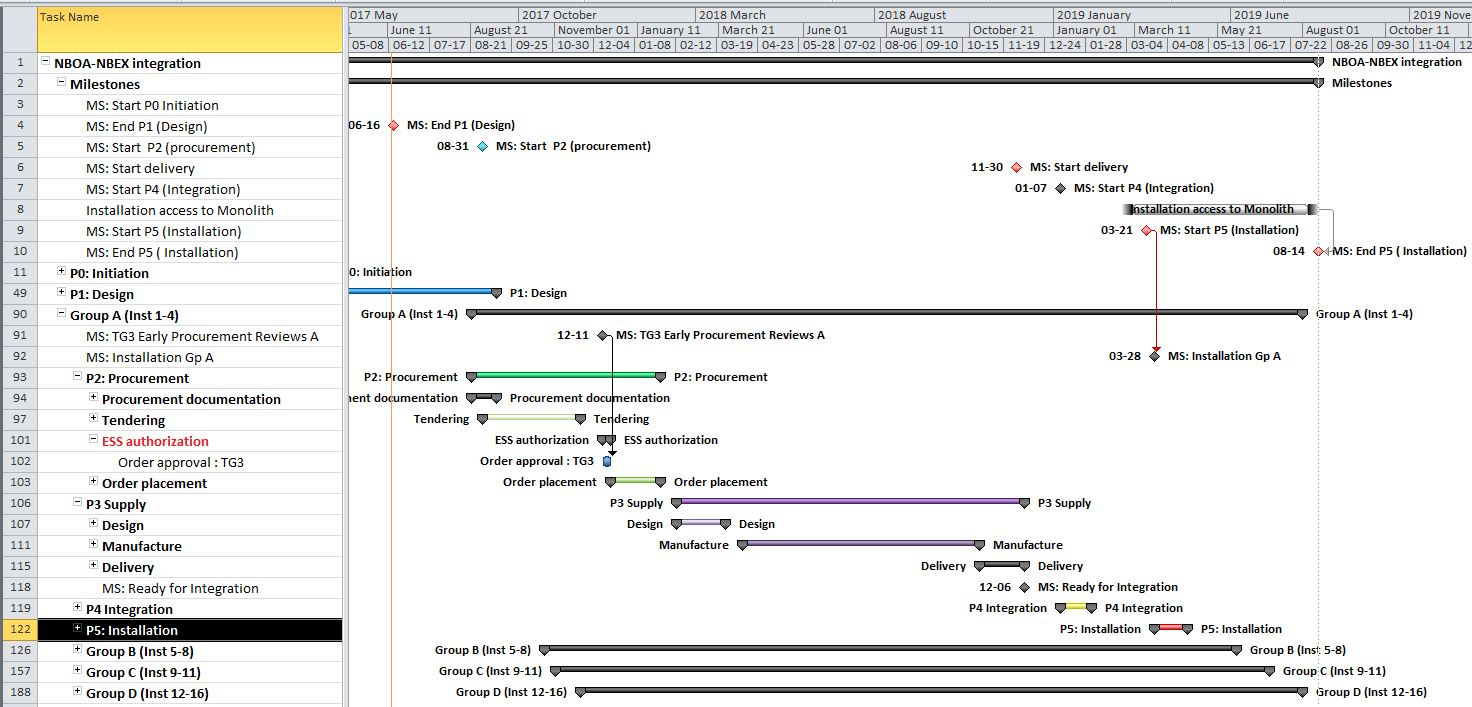 Task Name
017 May 2017 October 2018 March 2018 August 2019 January 2019 June 2019 Nove
June 11 August 21 November 01 January 11 March 21 June 01 August 11 October 21 January 01 March 11 May 21 August 01 October 11
05-08 06-12 07-17 08-21 09-25 10-30 12-04 01-08 02-12 03-19 04-23 05-28 07-02 08-06 09-10 10-15 11-19 12-24 01-28 03-04 04-08 05-13 06-17 07-22 08-26 09-30 11-04 12
1 NBOA-NBEX integration NBOA-NBEX integration
2 Milestones Milestones
3 MS: Start P0 Initiation
4 MS: End P1 (Design) 06-16 MS: End P1 (Design)
5 MS: Start P2 (procurement) 08-31 MS: Start P2 (procurement)
6 MS: Start delivery 11-30 MS: Start delivery
7 MS: Start P4 (Integration) 01-07 MS: Start P4 (Integration)
8 Installation access to Monolith Installation access to Monolith
9 MS: Start P5 (Installation) 03-21 MS: Start P5 (Installation)
10 MS: End P5 ( Installation) 08-14 MS: End P5 ( Installation)
11 P0: Initiation 0: Initiation
49 P1: Design P1: Design
90 Group A (Inst 1-4) Group A (Inst 1-4) Group A (Inst 1-4)
91 MS: TG3 Early Procurement Reviews A 12-11 MS: TG3 Early Procurement Reviews A
92 MS: Installation Gp A 03-28 MS: Installation Gp A
93 P2: Procurement P2: Procurement P2: Procurement
94 Procurement documentation ent documentation Procurement documentation
97 Tendering Tendering Tendering
101 ESS authorization ESS authorization ESS authorization
102 Order approval : TG3 Order approval : TG3
103 Order placement Order placement Order placement
106 P3 Supply P3 Supply P3 Supply
107 Design Design Design
111 Manufacture Manufacture Manufacture
115 Delivery Delivery Delivery
118 MS: Ready for Integration 12-06 MS: Ready for Integration
119 P4 Integration P4 Integration P4 Integration
122 P5: Installation P5: Installation P5: Installation
126 Group B (Inst 5-8) Group B (Inst 5-8) Group B (Inst 5-8)
157 Group C (Inst 9-11) Group C (Inst 9-11) Group C (Inst 9-11)
188 Group D (Inst 12-16) Group D (Inst 12-16) Group D (Inst 12-16)